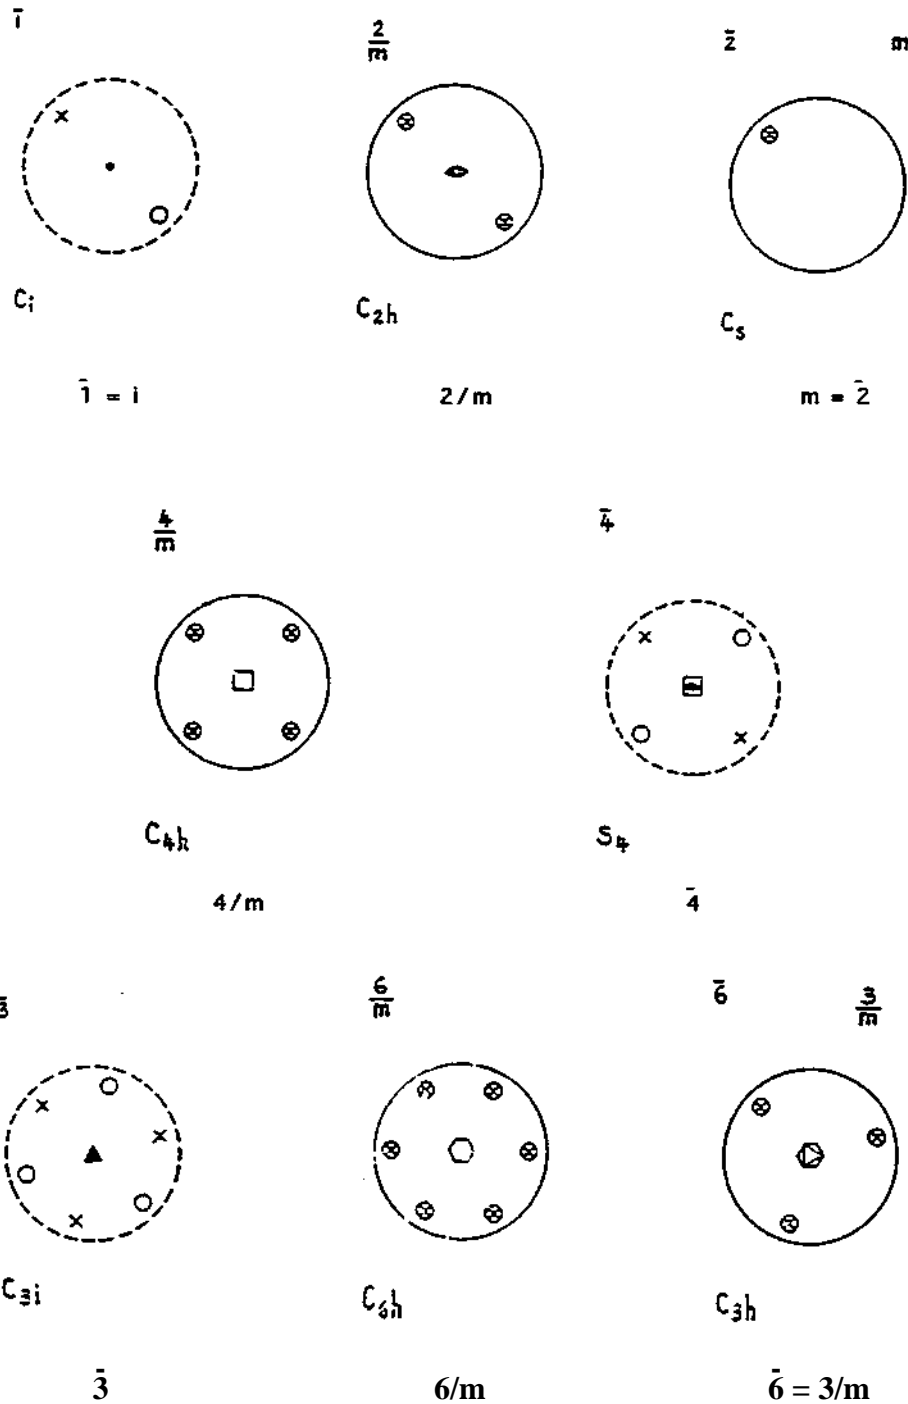 1̄
2/m
2̄ m
Cᵢ
C₂ₕ
Cₛ
1̄ = i
2/m
m = 2̄
4/m
4̄
C₄ₕ
S₄
4/m
4̄
3̄
6/m
6̄
3/m
C₃ᵢ
C₆ₕ
C₃ₕ
3̄
6/m
6̄ = 3/m